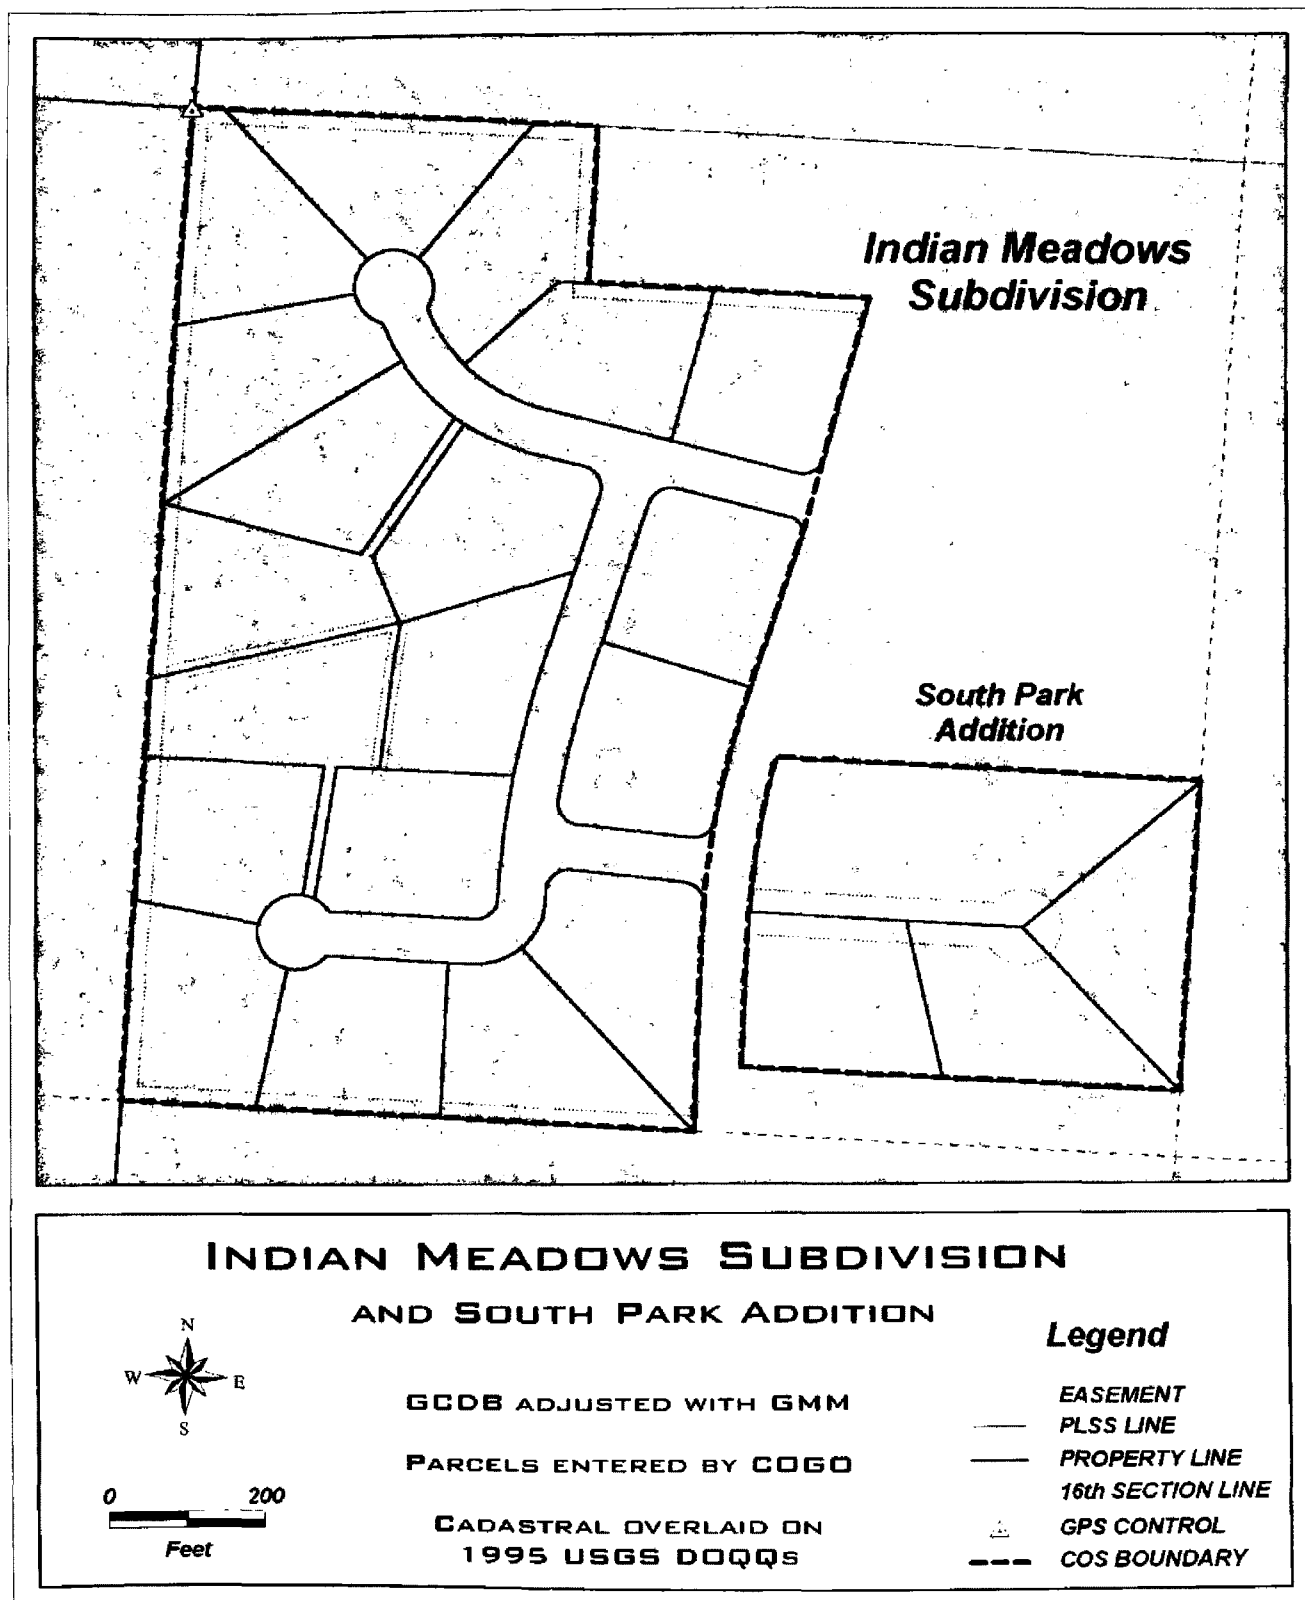 Indian Meadows
Subdivision
South Park
Addition
INDIAN MEADOWS SUBDIVISION
AND SOUTH PARK ADDITION
N
W E
S
GCDB ADJUSTED WITH GMM
PARCELS ENTERED BY COGO
CADASTRAL OVERLAID ON
1995 USGS DOQQS
0 200
Feet
Legend
EASEMENT
PLSS LINE
PROPERTY LINE
16th SECTION LINE
GPS CONTROL
COS BOUNDARY